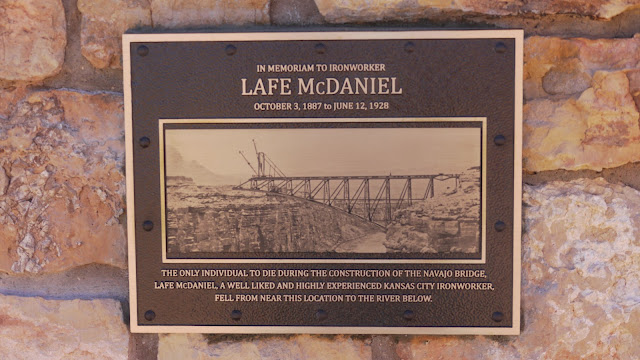 IN MEMORIAM TO IRONWORKER
LAFE McDANIEL
OCTOBER 3, 1887 to JUNE 12, 1928
THE ONLY INDIVIDUAL TO DIE DURING THE CONSTRUCTION OF THE NAVAJO BRIDGE,
LAFE McDANIEL, A WELL LIKED AND HIGHLY EXPERIENCED KANSAS CITY IRONWORKER,
FELL FROM NEAR THIS LOCATION TO THE RIVER BELOW.